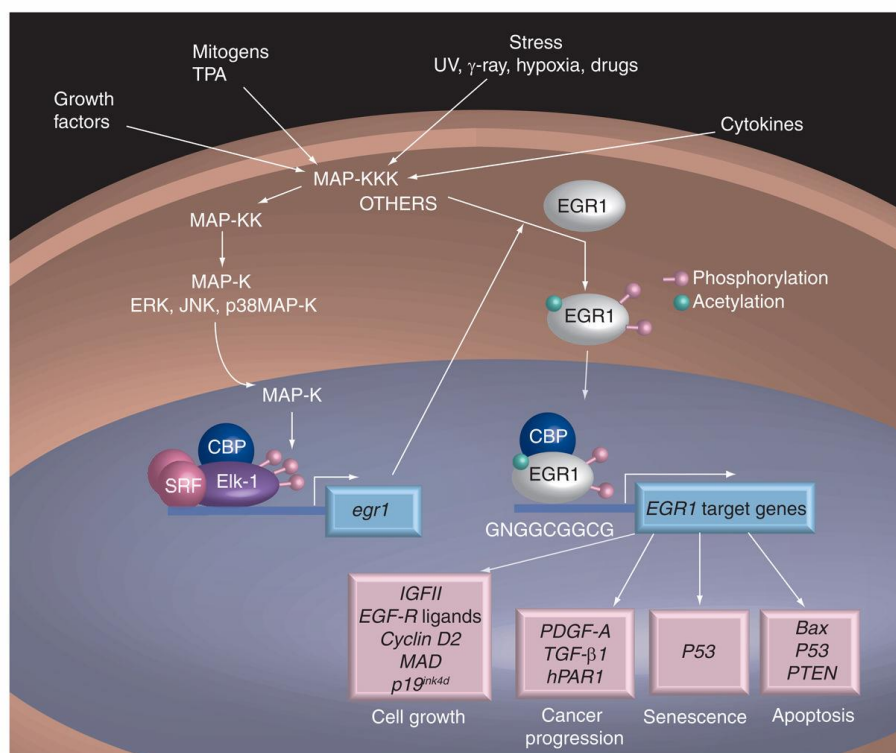 Mitogens
TPA
Stress
UV, γ-ray, hypoxia, drugs
Growth
factors
Cytokines
MAP-KKK
OTHERS
EGR1
MAP-KK
MAP-K
ERK, JNK, p38MAP-K
Phosphorylation
Acetylation
EGR1
MAP-K
CBP
SRF
Elk-1
egr1
CBP
EGR1
GNGGCGGCG
EGR1 target genes
IGFII
EGF-R ligands
Cyclin D2
MAD
p19ink4d
Cell growth
PDGF-A
TGF-β1
hPAR1
Cancer
progression
P53
Senescence
Bax
P53
PTEN
Apoptosis